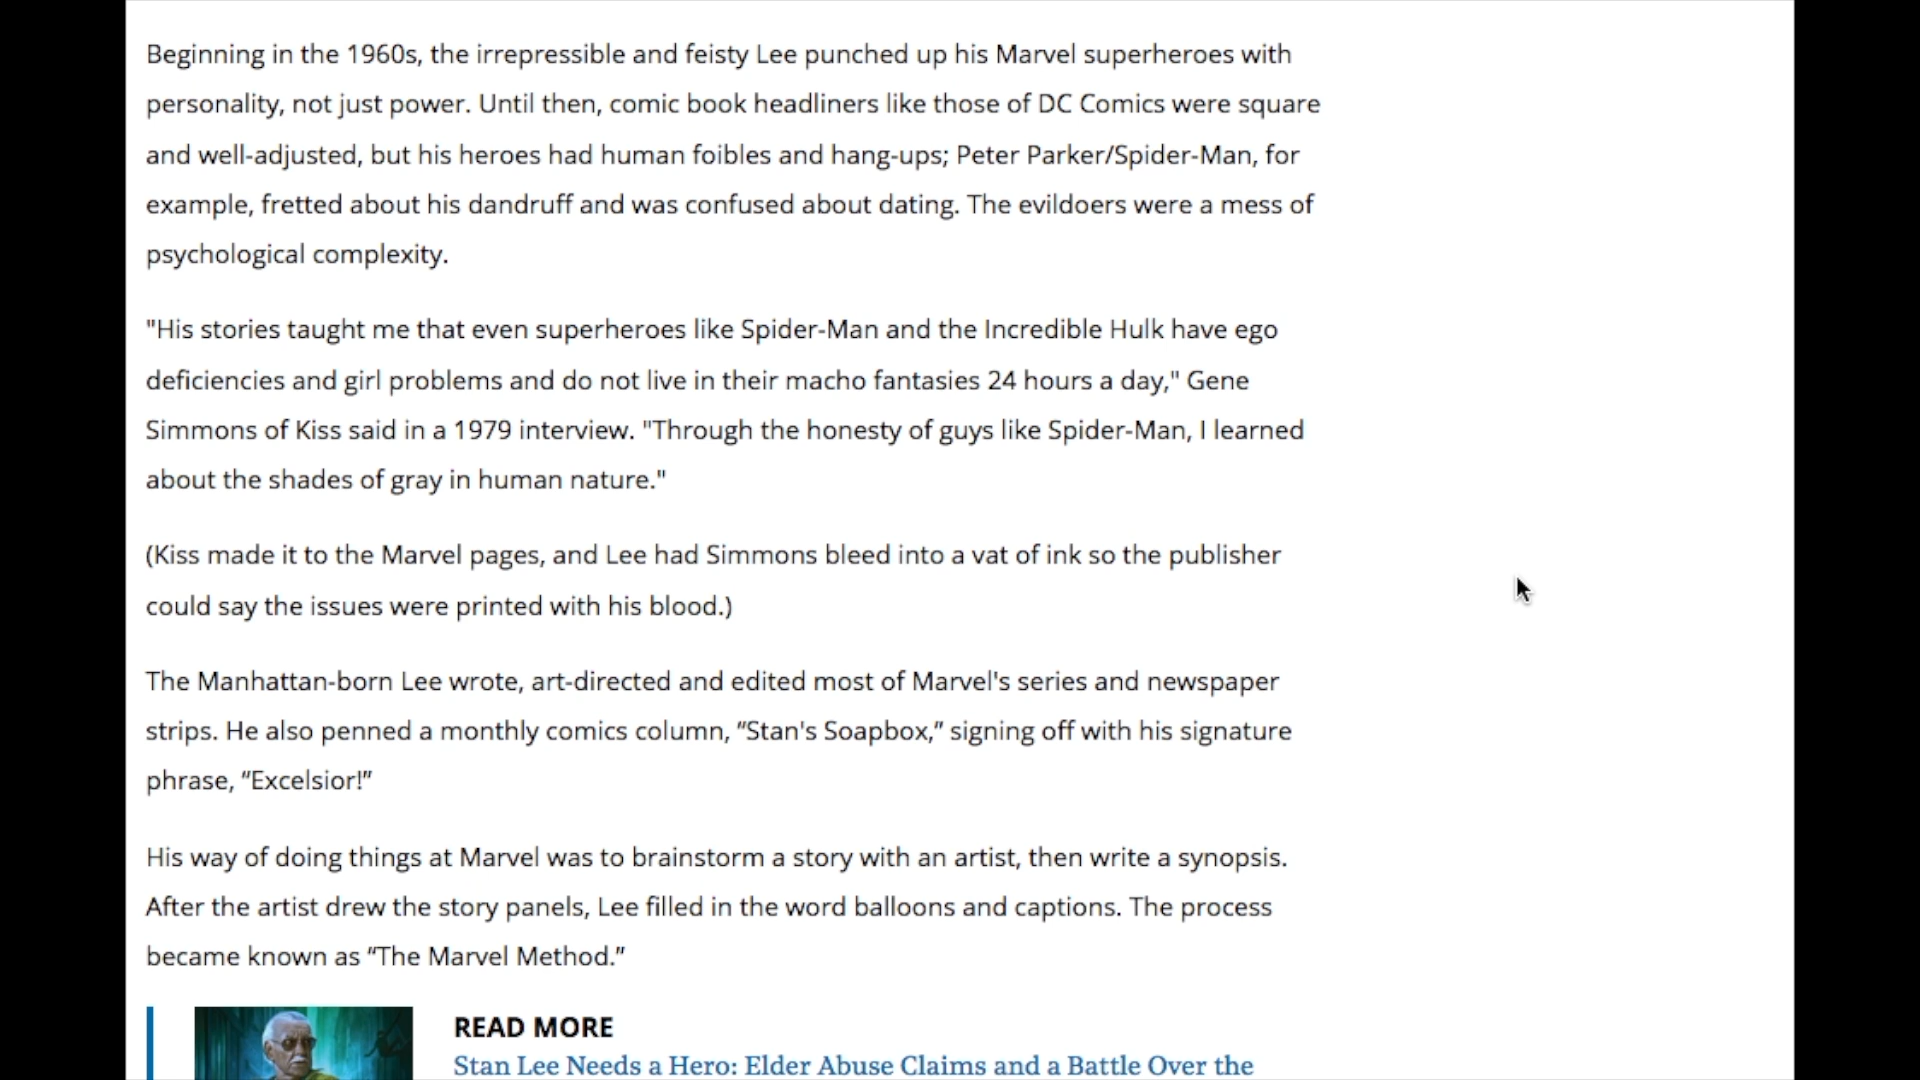 Beginning in the 1960s, the irrepressible and feisty Lee punched up his Marvel superheroes with
personality, not just power. Until then, comic book headliners like those of DC Comics were square
and well-adjusted, but his heroes had human foibles and hang-ups; Peter Parker/Spider-Man, for
example, fretted about his dandruff and was confused about dating. The evildoers were a mess of
psychological complexity.
"His stories taught me that even superheroes like Spider-Man and the Incredible Hulk have ego
deficiencies and girl problems and do not live in their macho fantasies 24 hours a day," Gene
Simmons of Kiss said in a 1979 interview. "Through the honesty of guys like Spider-Man, I learned
about the shades of gray in human nature."
(Kiss made it to the Marvel pages, and Lee had Simmons bleed into a vat of ink so the publisher
could say the issues were printed with his blood.)
The Manhattan-born Lee wrote, art-directed and edited most of Marvel's series and newspaper
strips. He also penned a monthly comics column, “Stan's Soapbox,” signing off with his signature
phrase, “Excelsior!”
His way of doing things at Marvel was to brainstorm a story with an artist, then write a synopsis.
After the artist drew the story panels, Lee filled in the word balloons and captions. The process
became known as “The Marvel Method.”
READ MORE
Stan Lee Needs a Hero: Elder Abuse Claims and a Battle Over the